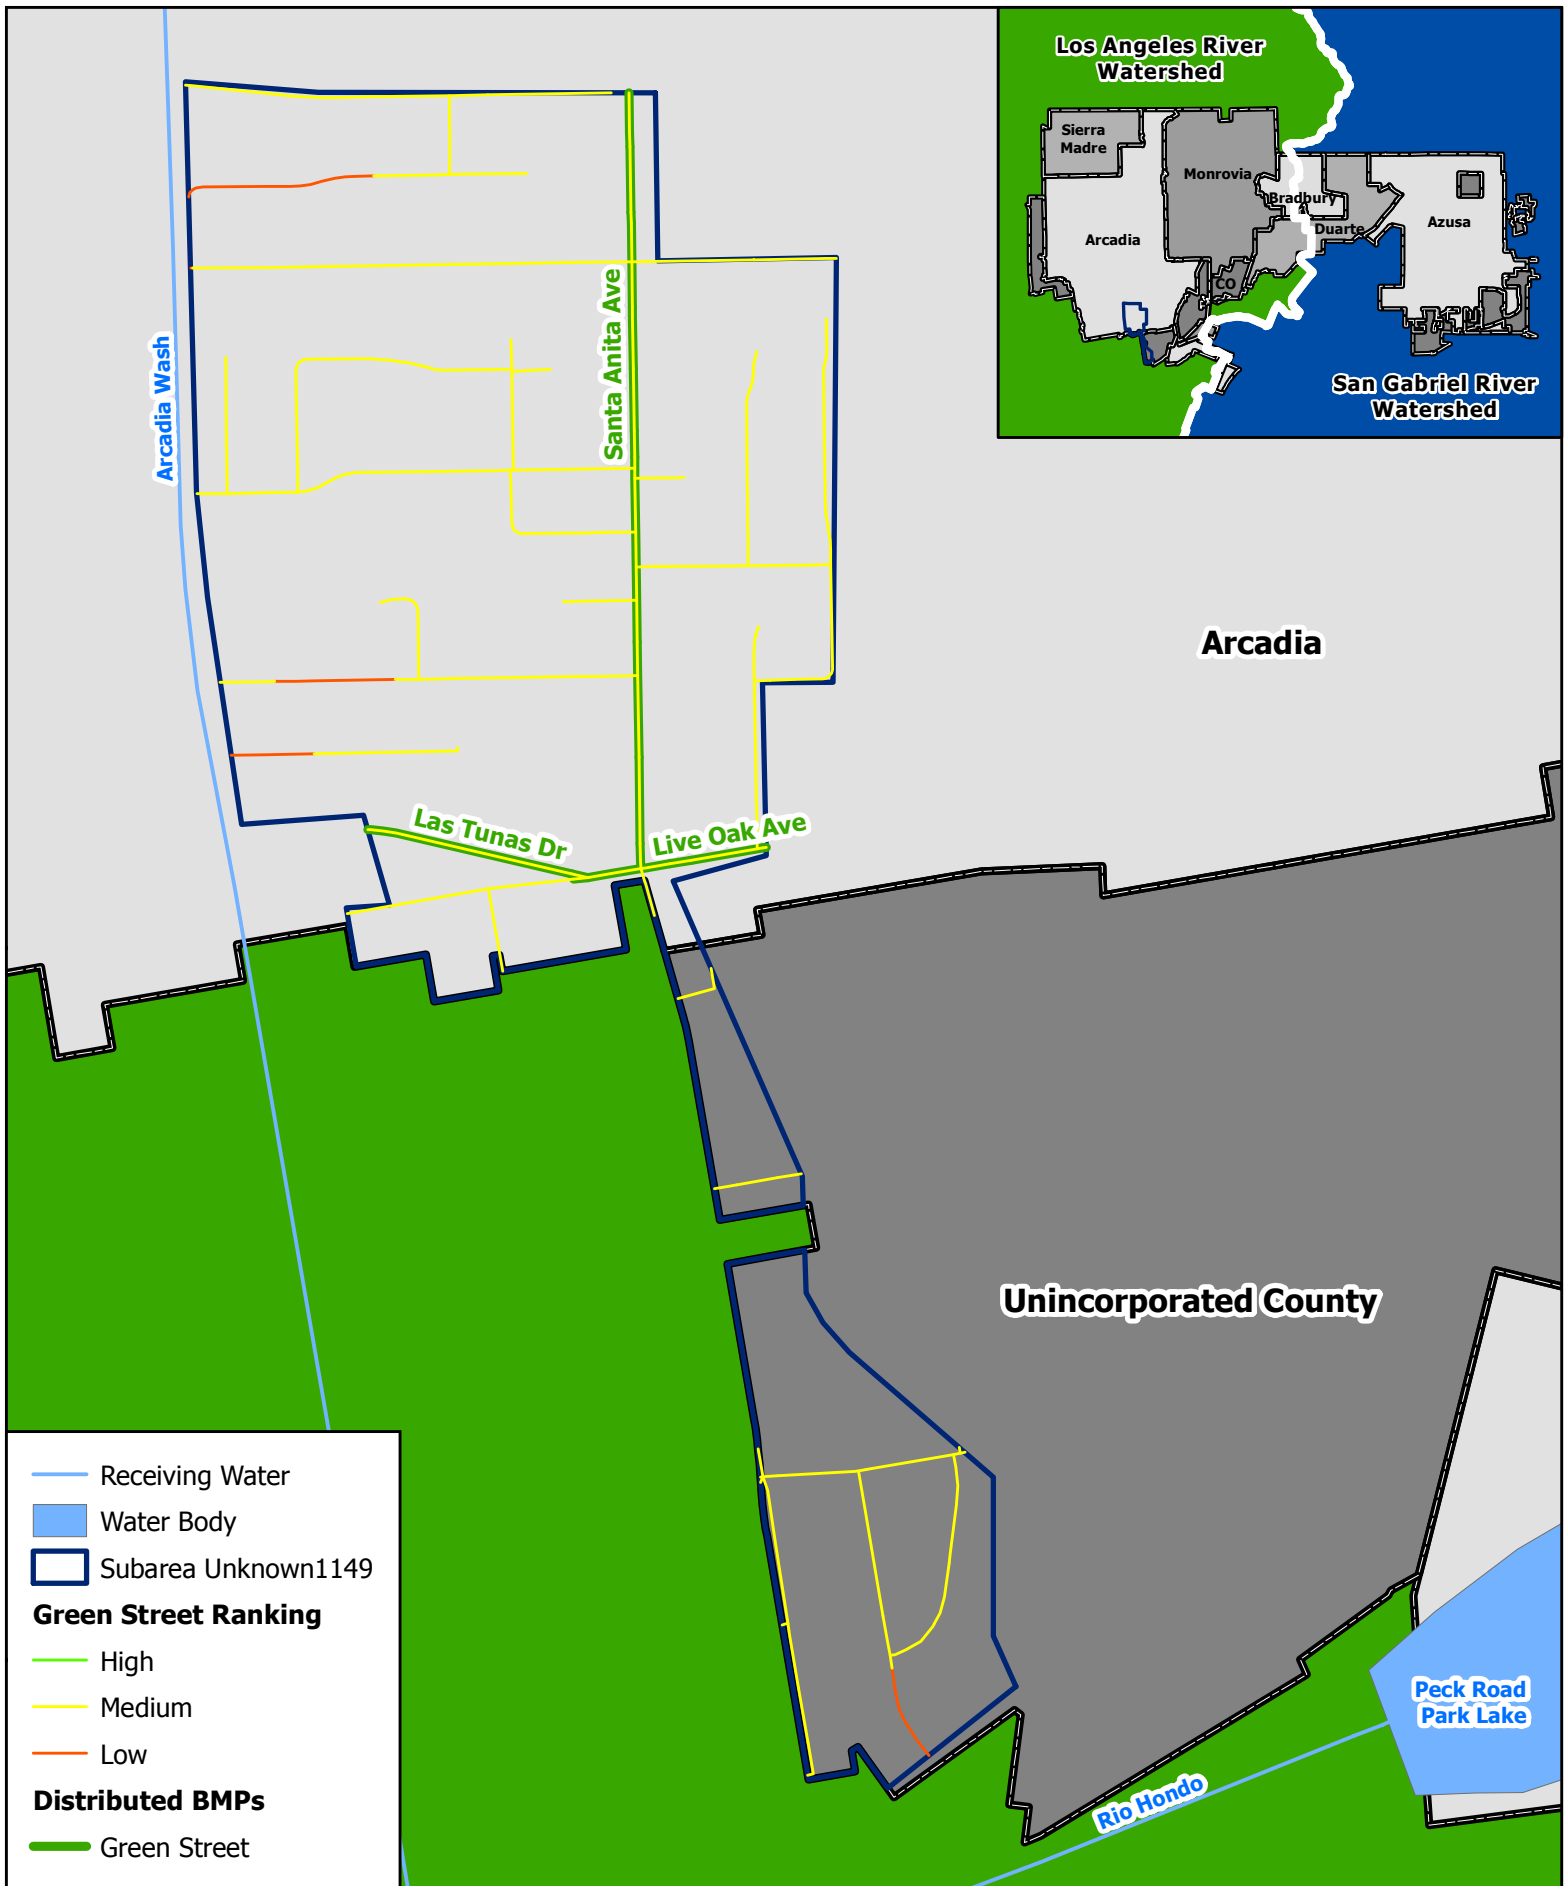 Los Angeles River
Watershed
Sierra
Madre
Monrovia
Bradbury
Duarte
Azusa
Arcadia
CO
San Gabriel River
Watershed
Santa Anita Ave
Arcadia Wash
Arcadia
Las Tunas Dr
Live Oak Ave
Unincorporated County
Peck Road
Park Lake
Rio Hondo
Receiving Water
Water Body
Subarea Unknown1149
Green Street Ranking
High
Medium
Low
Distributed BMPs
Green Street